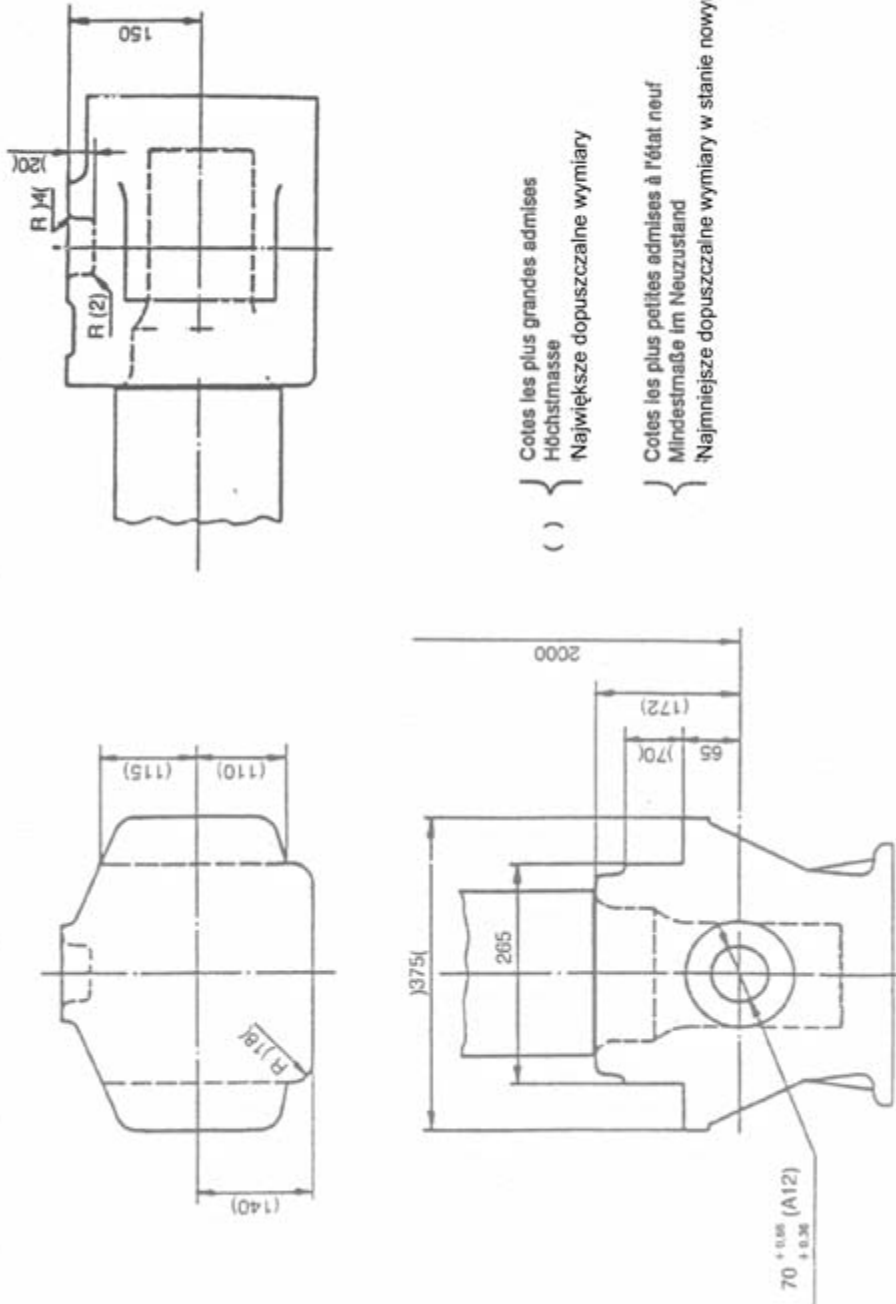 (115)
(110)
R )18(
(140)
)20(
R )4(
R (2)
150
)375(
265
)70(
65
(172)
2000
70 + 0,66 + 0,36 (A12)
( ) } Cotes les plus grandes admises
Höchstmasse
Największe dopuszczalne wymiary
} Cotes les plus petites admises à l'état neuf
Mindestmaße im Neuzustand
Najmniejsze dopuszczalne wymiary w stanie nowy